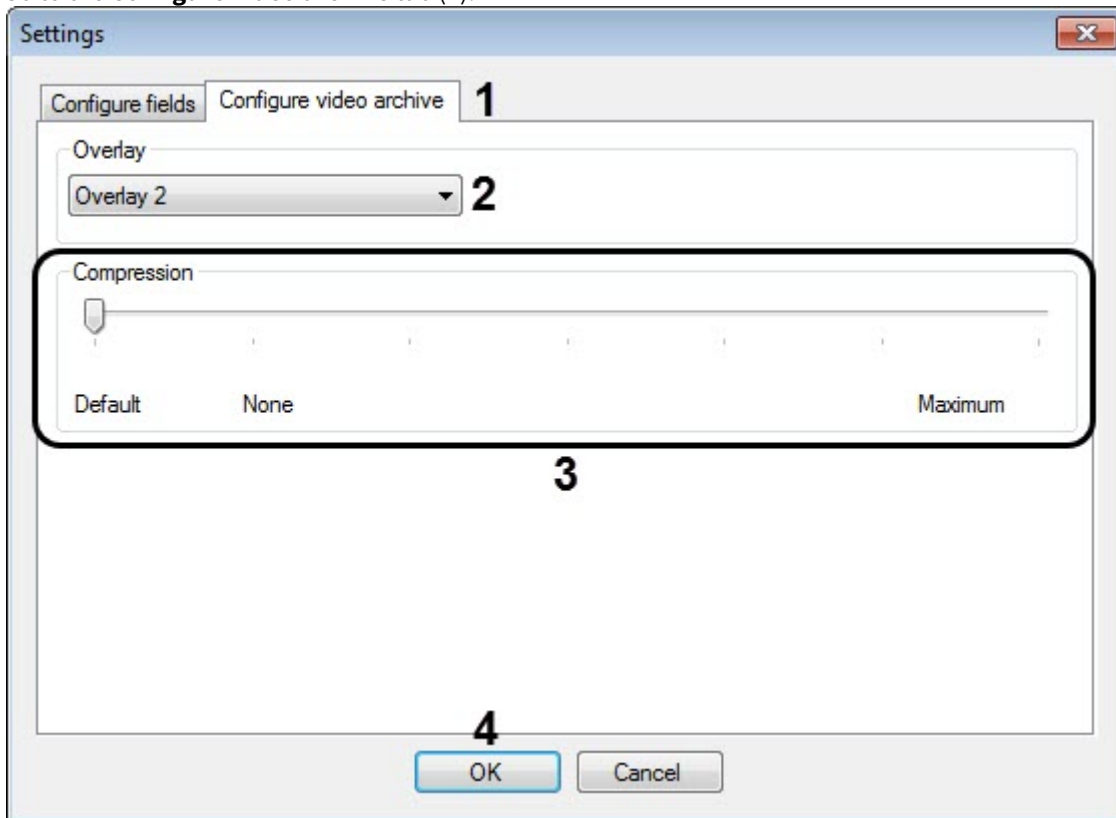 Settings
Configure fields Configure video archive 1
Overlay
Overlay 2 2
Compression
Default None Maximum
3
4
OK Cancel